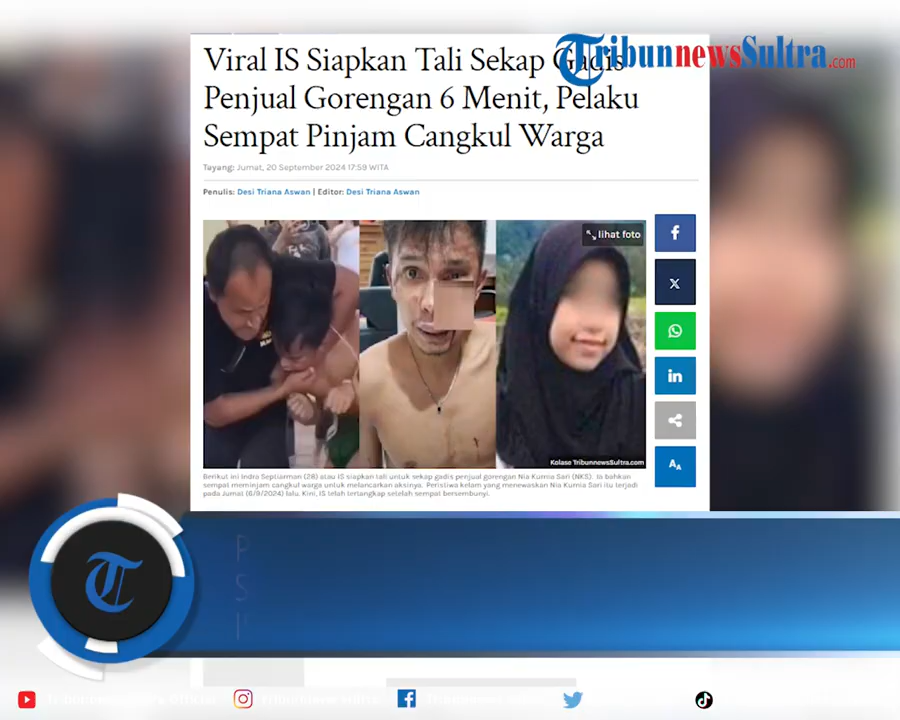 Viral IS Siapkan Tali Sekap Gadis
TribunnewsSultra.com
Penjual Gorengan 6 Menit, Pelaku
Sempat Pinjam Cangkul Warga
Tayang: Jumat, 20 September 2024 17:59 WITA
Penulis: Desi Triana Aswan | Editor: Desi Triana Aswan
lihat foto
Kolase TribunnewsSultra.com
Berikut ini Indra Septiarman (28) atau IS siapkan tali untuk sekap gadis penjual gorengan Nia Kurnia Sari (NKS). Ia bahkan
sempat meminjam cangkul warga untuk melancarkan aksinya. Peristiwa kelam yang menewaskan Nia Kurnia Sari itu terjadi
pada Jumat (6/9/2024) lalu. Kini, IS telah tertangkap setelah sempat bersembunyi.